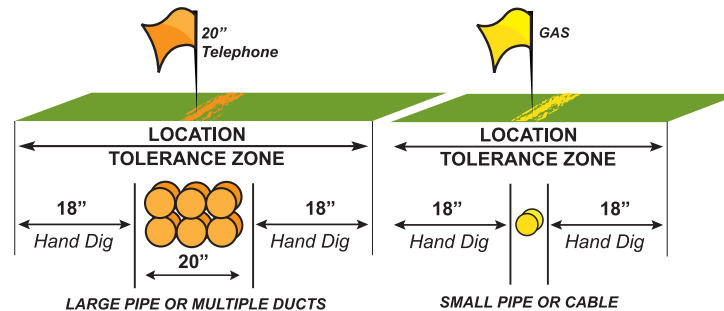 20”
Telephone
LOCATION
TOLERANCE ZONE
18”
Hand Dig
18”
Hand Dig
20”
LARGE PIPE OR MULTIPLE DUCTS
GAS
LOCATION
TOLERANCE ZONE
18”
Hand Dig
18”
Hand Dig
SMALL PIPE OR CABLE